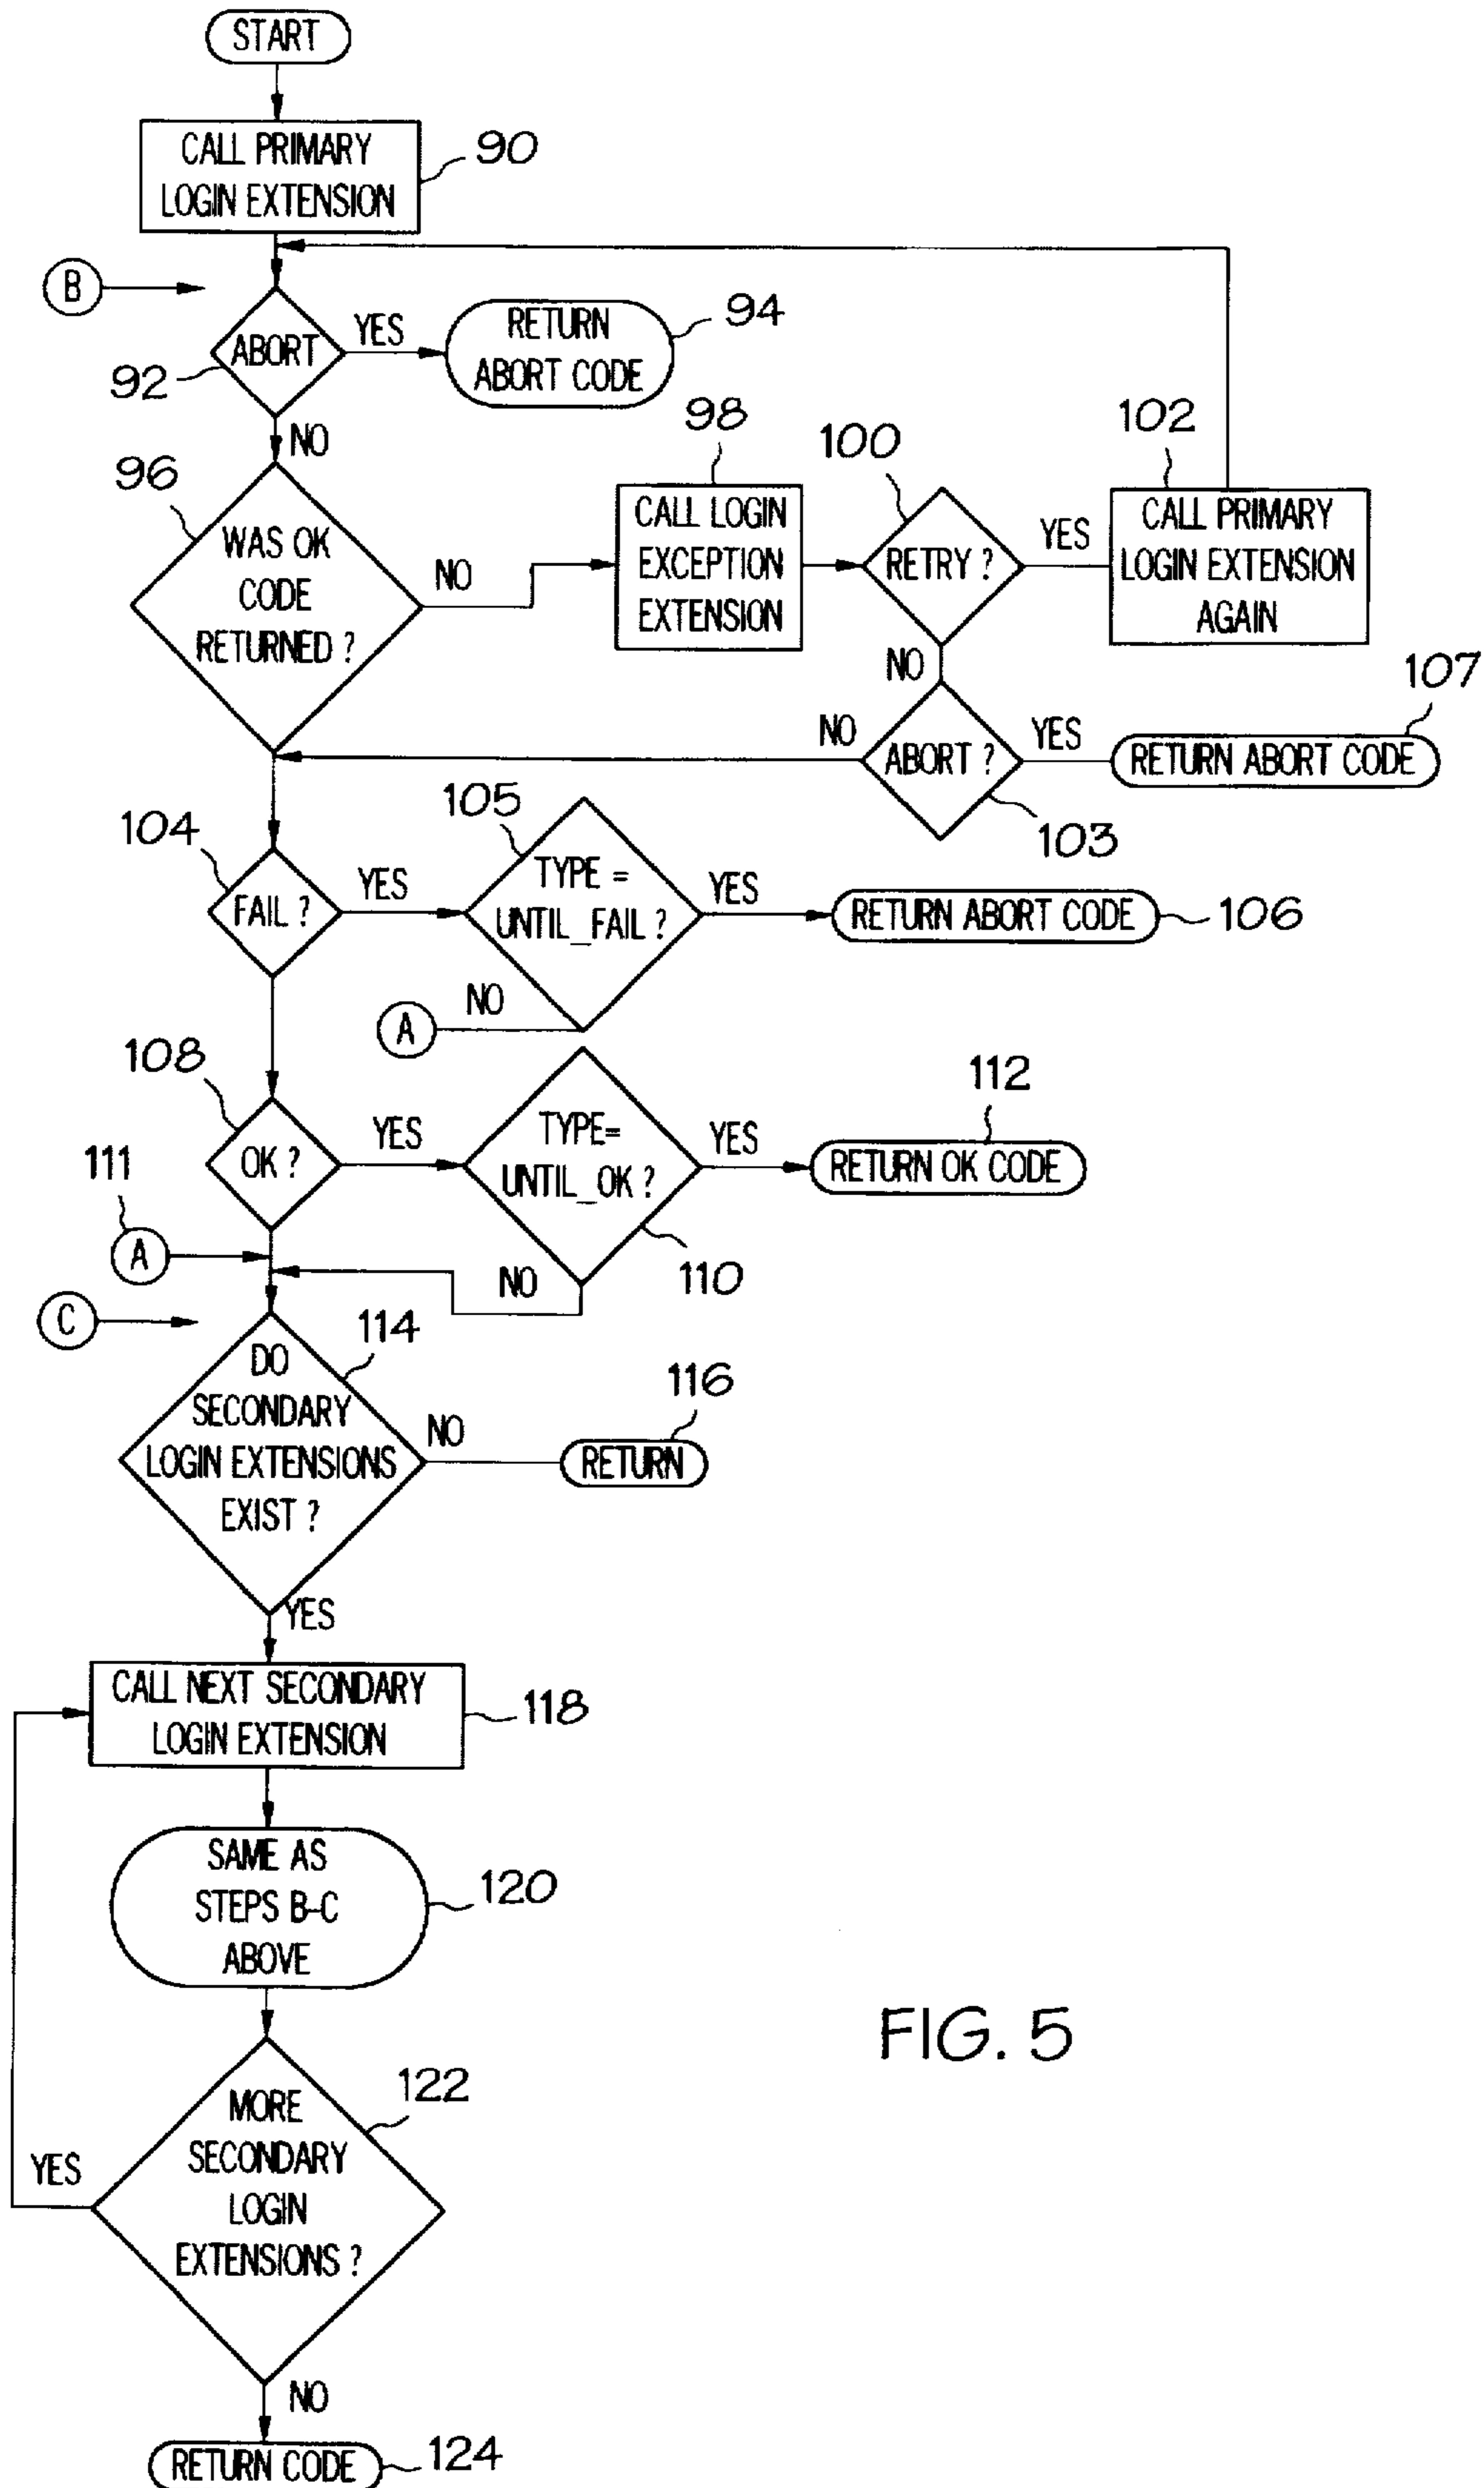 START
CALL PRIMARY
LOGIN EXTENSION
90
B
ABORT
92
YES
RETURN
ABORT CODE
94
NO
96
WAS OK
CODE
RETURNED ?
NO
98
CALL LOGIN
EXCEPTION
EXTENSION
100
RETRY ?
YES
102
CALL PRIMARY
LOGIN EXTENSION
AGAIN
NO
NO
ABORT ?
103
YES
107
RETURN ABORT CODE
104
FAIL ?
YES
105
TYPE =
UNTIL_FAIL ?
YES
RETURN ABORT CODE
106
NO
A
108
OK ?
YES
TYPE=
UNTIL_OK ?
110
YES
112
RETURN OK CODE
111
A
NO
C
DO
SECONDARY
LOGIN EXTENSIONS
EXIST ?
114
NO
116
RETURN
YES
CALL NEXT SECONDARY
LOGIN EXTENSION
118
SAME AS
STEPS B-C
ABOVE
120
MORE
SECONDARY
LOGIN
EXTENSIONS ?
122
YES
NO
RETURN CODE
124
FIG. 5